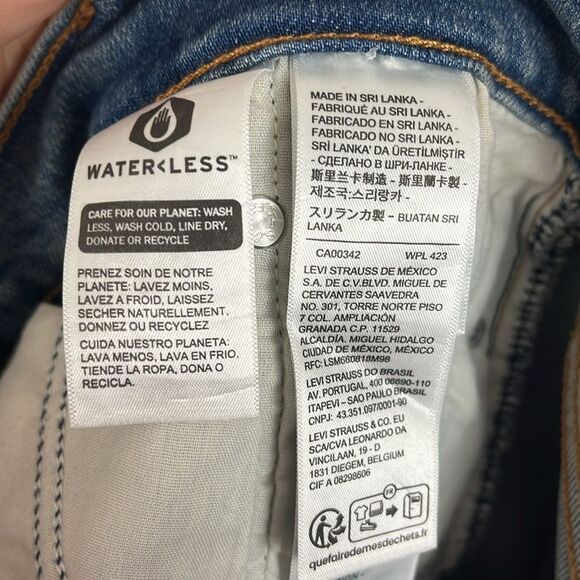 WATER<LESS™
CARE FOR OUR PLANET: WASH
LESS, WASH COLD, LINE DRY,
DONATE OR RECYCLE
PRENEZ SOIN DE NOTRE
PLANETE: LAVEZ MOINS,
LAVEZ A FROID, LAISSEZ
SECHER NATURELLEMENT.
DONNEZ OU RECYCLEZ
CUIDA NUESTRO PLANETA:
LAVA MENOS, LAVA EN FRIO.
TIENDE LA ROPA, DONA O
RECICLA.
MADE IN SRI LANKA -
FABRIQUÉ AU SRI LANKA -
FABRICADO EN SRI LANKA -
FABRICADO NO SRI LANKA -
SRİ LANKA'DA ÜRETİLMİŞTİR
- СДЕЛАНО В ШРИ-ЛАНКЕ -
斯里兰卡制造 - 斯里蘭卡製 -
제조국:스리랑카 -
スリランカ製 - BUATAN SRI
LANKA
CA00342 WPL 423
LEVI STRAUSS DE MÉXICO
S.A. DE C.V.BLVD. MIGUEL DE
CERVANTES SAAVEDRA
NO. 301, TORRE NORTE PISO
7 COL. AMPLIACIÓN
GRANADA C.P. 11529
ALCALDÍA. MIGUEL HIDALGO
CIUDAD DE MÉXICO, MÉXICO
RFC: LSM660818M98
LEVI STRAUSS DO BRASIL
AV. PORTUGAL, 400 06690-110
ITAPEVI – SAO PAULO BRASIL
CNPJ: 43.351.097/0001-90
LEVI STRAUSS & CO. EU
SCA/CVA LEONARDO DA
VINCILAAN, 19 - D
1831 DIEGEM, BELGIUM
CIF A 08298606
FR
quefairedemesdechets.fr